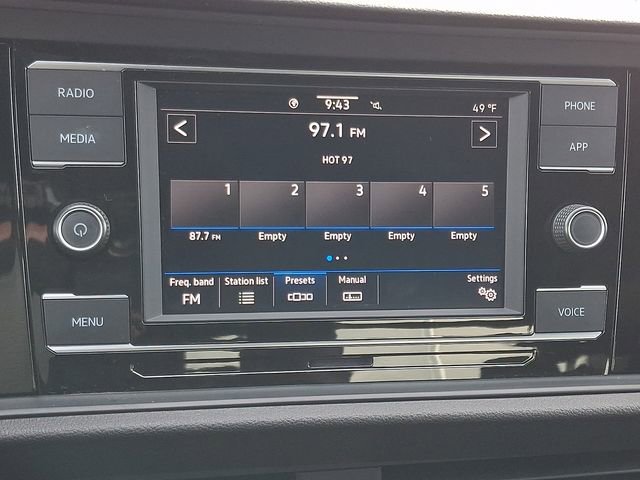 RADIO
MEDIA
MENU
9:43
49 °F
97.1 FM
HOT 97
1 2 3 4 5
87.7 FM Empty Empty Empty Empty
Freq. band Station list Presets Manual Settings
FM
PHONE
APP
VOICE